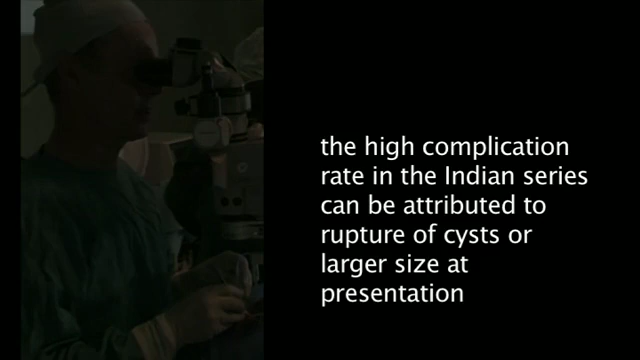 the high complication
rate in the Indian series
can be attributed to
rupture of cysts or
larger size at
presentation